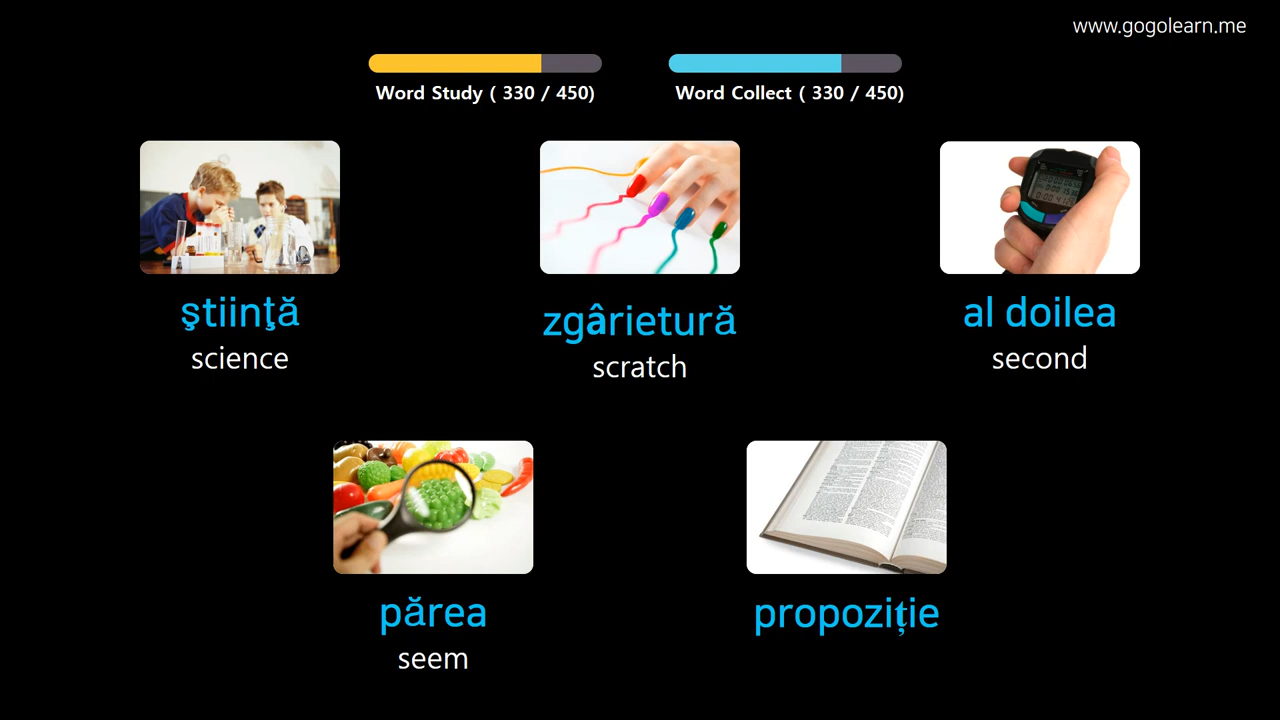 www.gogolearn.me
Word Study ( 330 / 450)
Word Collect ( 330 / 450)
ştiinţă
science
zgârietură
scratch
al doilea
second
părea
seem
propoziție